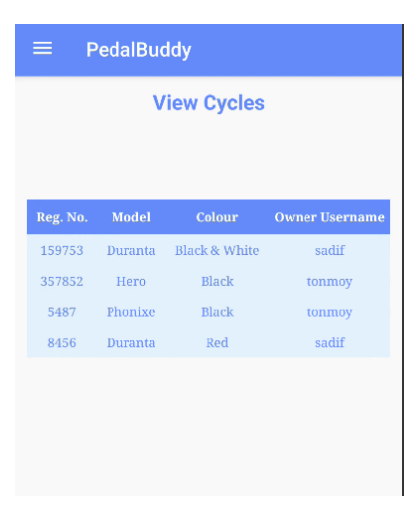 PedalBuddy
View Cycles
Reg. No. Model Colour Owner Username
159753 Duranta Black & White sadif
357852 Hero Black tonmoy
5487 Phonixe Black tonmoy
8456 Duranta Red sadif